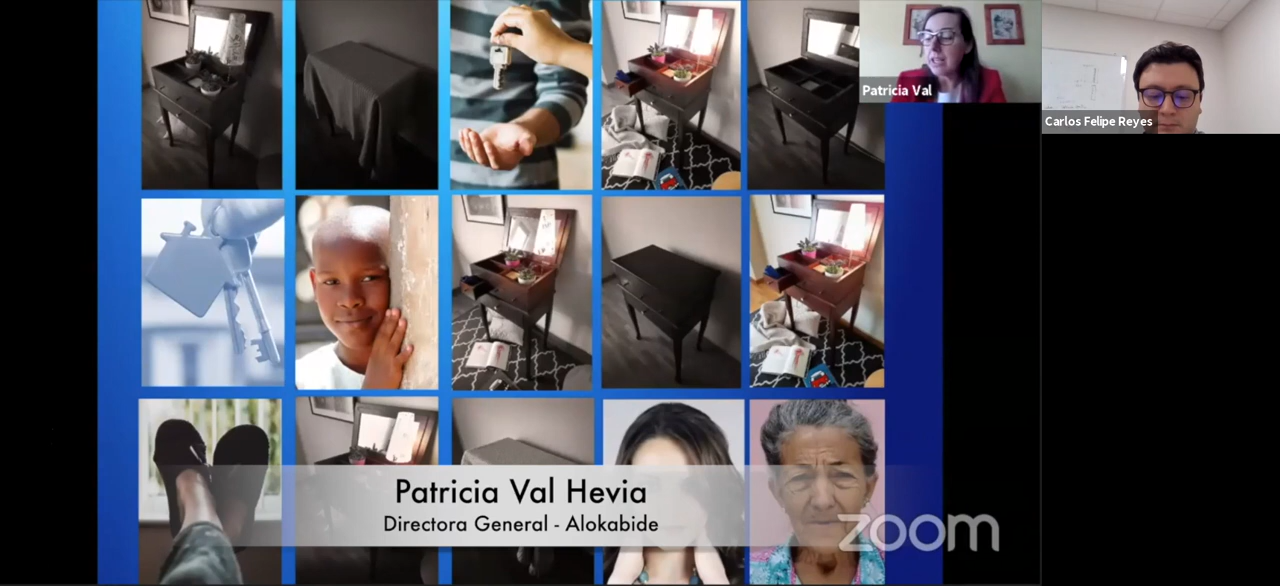 Patricia Val
Carlos Felipe Reyes
Patricia Val Hevia
Directora General - Alokabide
zoom